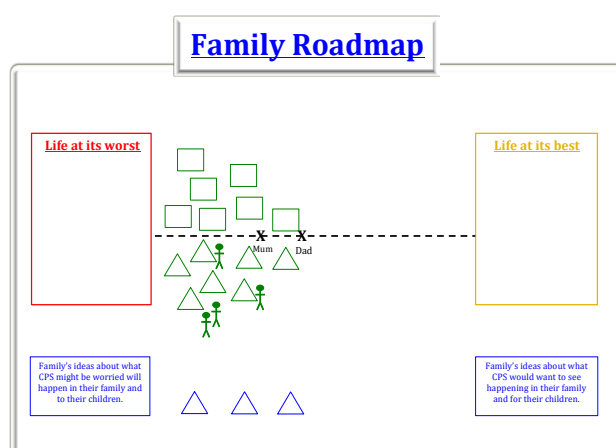 Family Roadmap
Life at its worst
Life at its best
X
X
Mum
Dad
Family's ideas about what
CPS might be worried will
happen in their family and
to their children.
Family's ideas about what
CPS would want to see
happening in their family
and for their children.